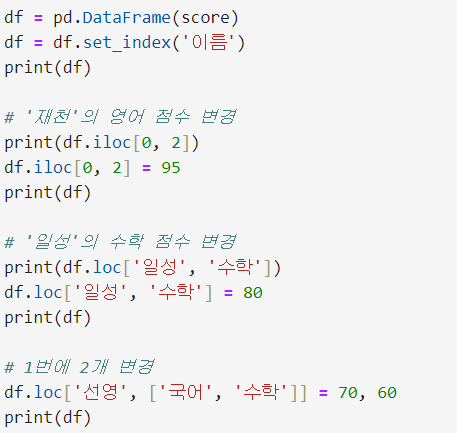 df = pd.DataFrame(score)
df = df.set_index('이름')
print(df)
# '재천'의 영어 점수 변경
print(df.iloc[0, 2])
df.iloc[0, 2] = 95
print(df)
# '일성'의 수학 점수 변경
print(df.loc['일성', '수학'])
df.loc['일성', '수학'] = 80
print(df)
# 1번에 2개 변경
df.loc['선영', ['국어', '수학']] = 70, 60
print(df)